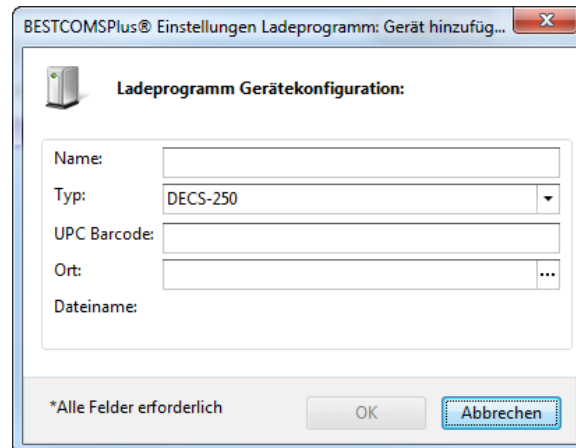 BESTCOMSPlus® Einstellungen Ladeprogramm: Gerät hinzufüg...
Ladeprogramm Gerätekonfiguration:
Name:
Typ: DECS-250
UPC Barcode:
Ort: ...
Dateiname:
*Alle Felder erforderlich OK Abbrechen